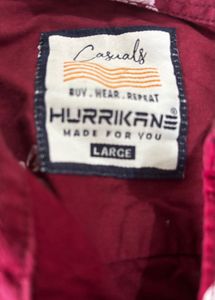 Casuals
BUY . WEAR . REPEAT
HURRIKANE
MADE FOR YOU
LARGE